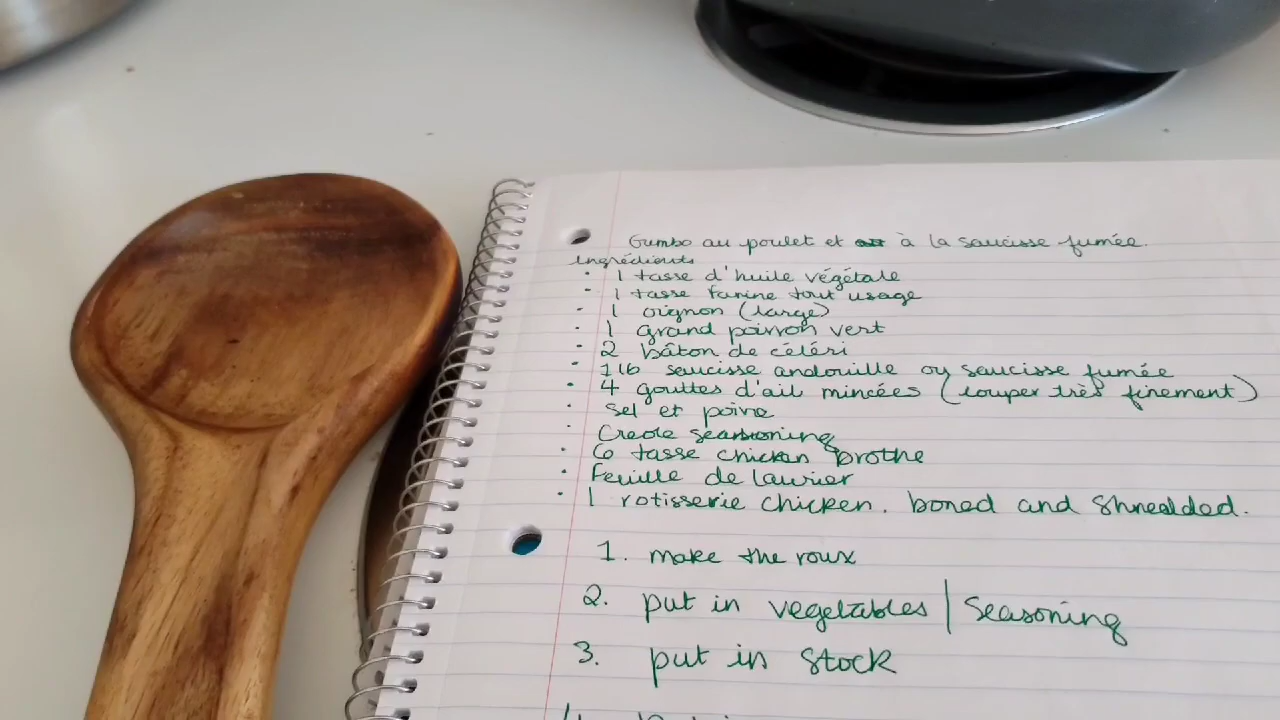 Gumbo au poulet et à la saucisse fumée.
Ingrédients
• 1 tasse d'huile végétale
• 1 tasse farine tout usage
• 1 oignon (large)
• 1 grand poivron vert
• 2 bâton de céléri
• 1 lb saucisse andouille ou saucisse fumée
• 4 gouttes d'ail mincées (couper très finement)
• sel et poivre
• Creole seasoning
• 6 tasse chicken brothe
• Feuille de laurier
• 1 rotisserie chicken. boned and shredded.
1. make the roux
2. put in vegetables | Seasoning
3. put in stock